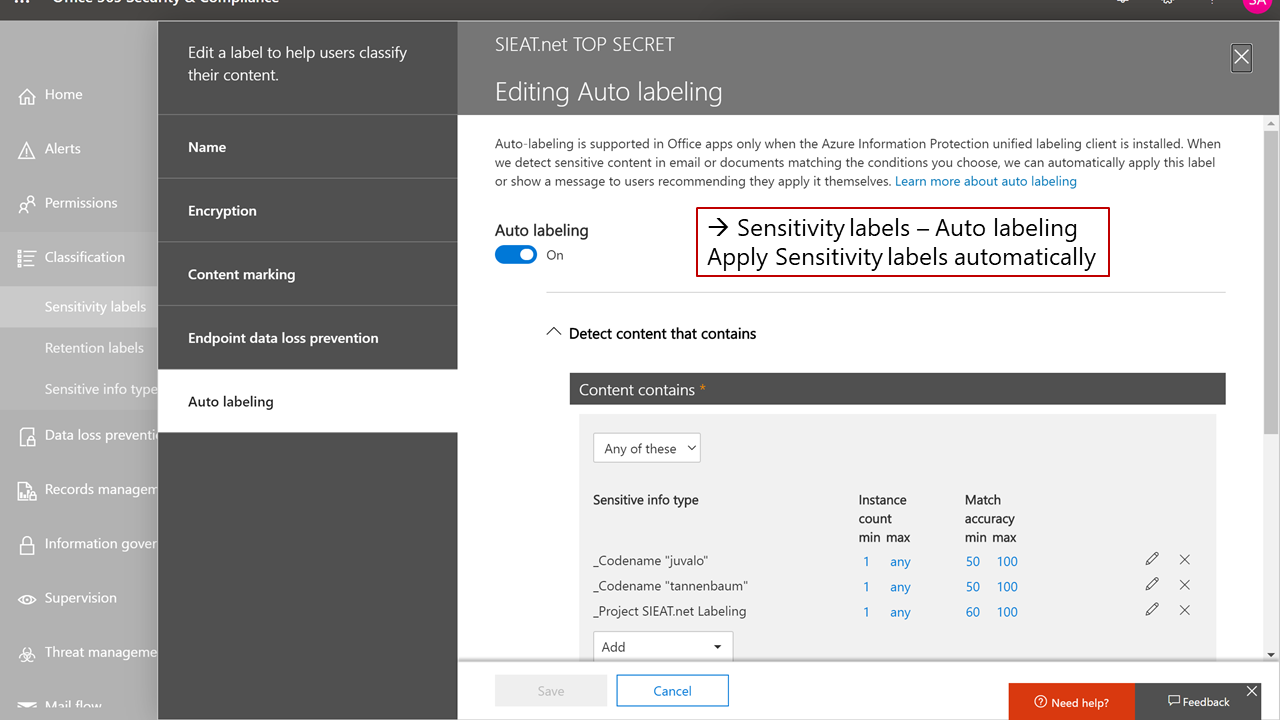 Office 365 Security & Compliance
SA
Home
Alerts
Permissions
Classification
Sensitivity labels
Retention labels
Sensitive info type
Data loss preventi
Records managem
Information gover
Supervision
Threat manageme
Mail flow
Edit a label to help users classify
their content.
Name
Encryption
Content marking
Endpoint data loss prevention
Auto labeling
SIEAT.net TOP SECRET
Editing Auto labeling
Auto-labeling is supported in Office apps only when the Azure Information Protection unified labeling client is installed. When
we detect sensitive content in email or documents matching the conditions you choose, we can automatically apply this label
or show a message to users recommending they apply it themselves. Learn more about auto labeling
Auto labeling
On
→ Sensitivity labels – Auto labeling
Apply Sensitivity labels automatically
Detect content that contains
Content contains *
Any of these
Sensitive info type
Instance
count
min max
Match
accuracy
min max
_Codename "juvalo" 1 any 50 100
_Codename "tannenbaum" 1 any 50 100
_Project SIEAT.net Labeling 1 any 60 100
Add
Save
Cancel
Need help?
Feedback